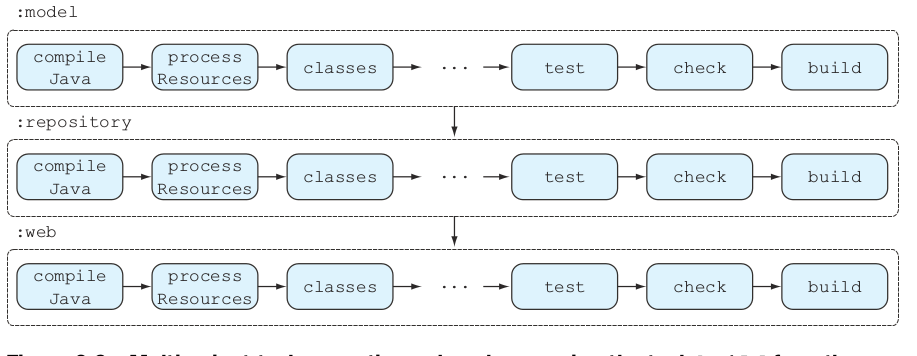 :model
compile
Java
process
Resources
classes
...
test
check
build
:repository
compile
Java
process
Resources
classes
...
test
check
build
:web
compile
Java
process
Resources
classes
...
test
check
build